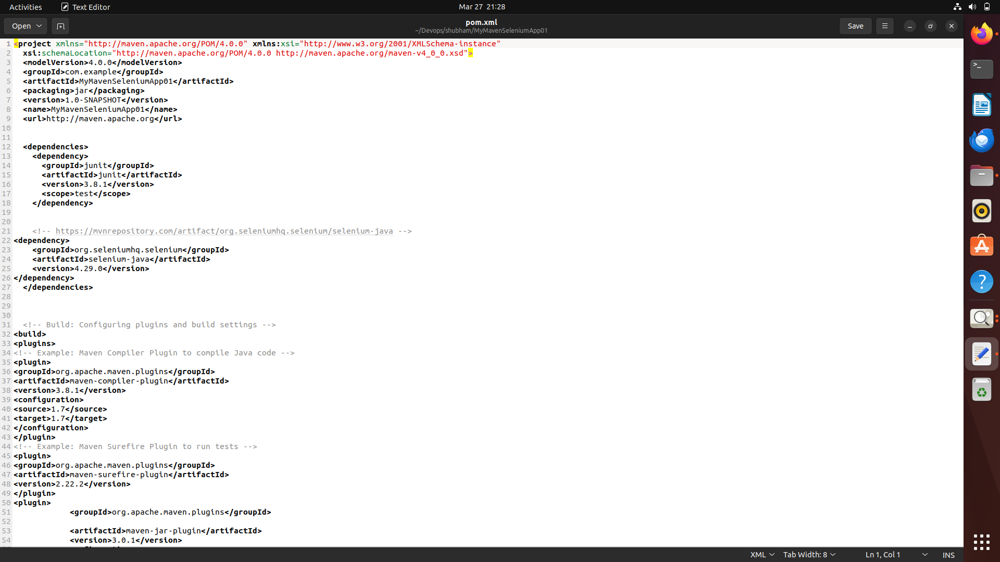 Activities
Text Editor
Mar 27 21:28
Open
pom.xml
~/Devops/shubham/MyMavenSeleniumApp01
Save
1 <project xmlns="http://maven.apache.org/POM/4.0.0" xmlns:xsi="http://www.w3.org/2001/XMLSchema-instance"
2   xsi:schemaLocation="http://maven.apache.org/POM/4.0.0 http://maven.apache.org/maven-v4_0_0.xsd">
3   <modelVersion>4.0.0</modelVersion>
4   <groupId>com.example</groupId>
5   <artifactId>MyMavenSeleniumApp01</artifactId>
6   <packaging>jar</packaging>
7   <version>1.0-SNAPSHOT</version>
8   <name>MyMavenSeleniumApp01</name>
9   <url>http://maven.apache.org</url>
10
11
12   <dependencies>
13     <dependency>
14       <groupId>junit</groupId>
15       <artifactId>junit</artifactId>
16       <version>3.8.1</version>
17       <scope>test</scope>
18     </dependency>
19
20
21     <!-- https://mvnrepository.com/artifact/org.seleniumhq.selenium/selenium-java -->
22 <dependency>
23     <groupId>org.seleniumhq.selenium</groupId>
24     <artifactId>selenium-java</artifactId>
25     <version>4.29.0</version>
26 </dependency>
27   </dependencies>
28
29
30
31   <!-- Build: Configuring plugins and build settings -->
32 <build>
33 <plugins>
34 <!-- Example: Maven Compiler Plugin to compile Java code -->
35 <plugin>
36 <groupId>org.apache.maven.plugins</groupId>
37 <artifactId>maven-compiler-plugin</artifactId>
38 <version>3.8.1</version>
39 <configuration>
40 <source>1.7</source>
41 <target>1.7</target>
42 </configuration>
43 </plugin>
44 <!-- Example: Maven Surefire Plugin to run tests -->
45 <plugin>
46 <groupId>org.apache.maven.plugins</groupId>
47 <artifactId>maven-surefire-plugin</artifactId>
48 <version>2.22.2</version>
49 </plugin>
50 <plugin>
51             <groupId>org.apache.maven.plugins</groupId>
52
53             <artifactId>maven-jar-plugin</artifactId>
54             <version>3.0.1</version>
XML
Tab Width: 8
Ln 1, Col 1
INS